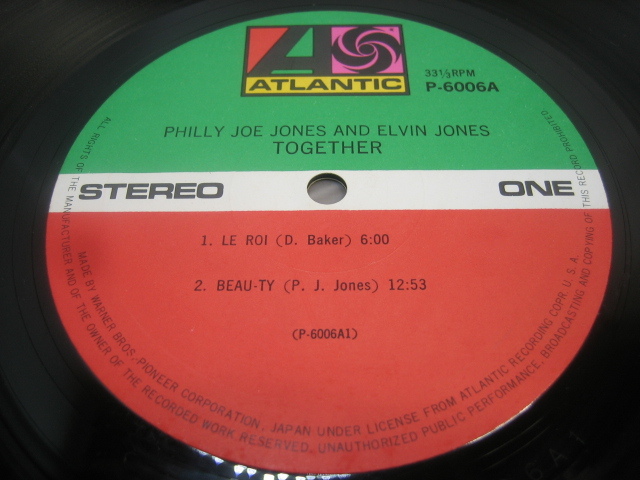 ATLANTIC
33⅓RPM
P-6006A
PHILLY JOE JONES AND ELVIN JONES
TOGETHER
STEREO
ONE
1. LE ROI (D. Baker) 6:00
2. BEAU-TY (P. J. Jones) 12:53
(P-6006A1)
MADE BY WARNER BROS.-PIONEER CORPORATION, JAPAN UNDER LICENSE FROM ATLANTIC RECORDING COPR. U. S. A.
ALL RIGHTS OF THE MANUFACTURER AND OF THE OWNER OF THE RECORDED WORK RESERVED. UNAUTHORIZED PUBLIC PERFORMANCE, BROADCASTING AND COPYING OF THIS RECORD PROHIBITED